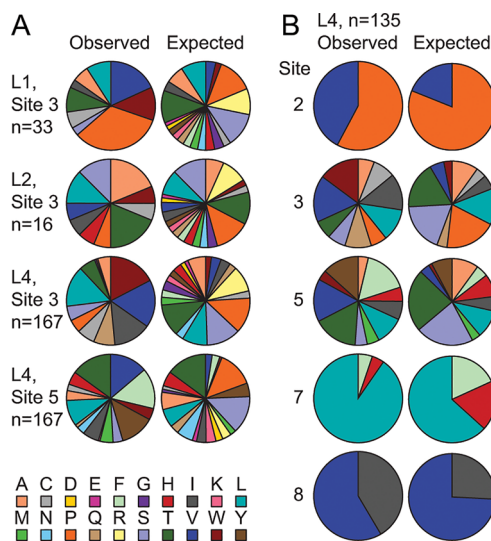 A
Observed Expected
L1,
Site 3
n=33
L2,
Site 3
n=16
L4,
Site 3
n=167
L4,
Site 5
n=167
A C D E F G H I K L
M N P Q R S T V W Y
B L4, n=135
Observed Expected
Site
2
3
5
7
8